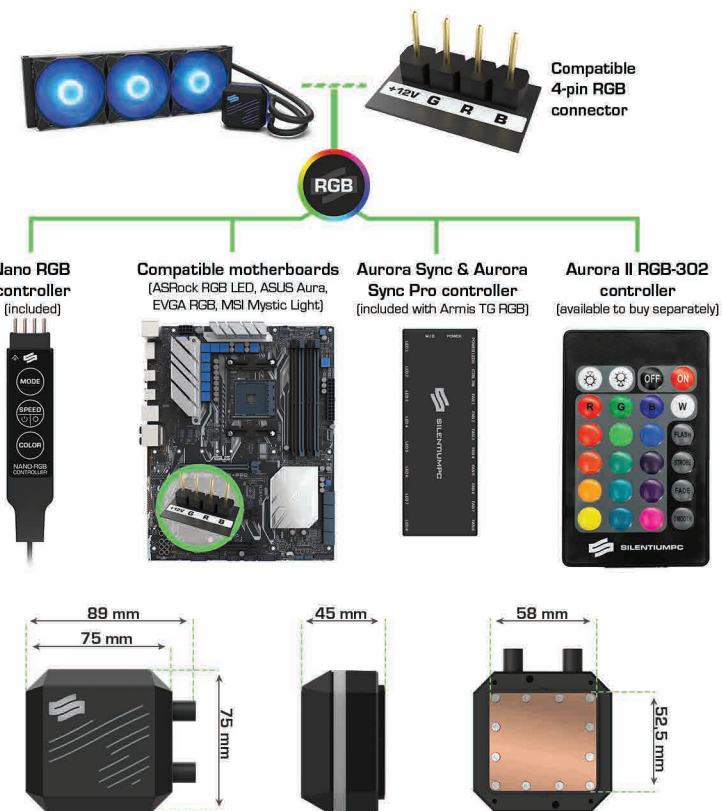 Compatible
4-pin RGB
connector
+12V G R B
RGB
Nano RGB
controller
(included)
Compatible motherboards
(ASRock RGB LED, ASUS Aura,
EVGA RGB, MSI Mystic Light)
Aurora Sync & Aurora
Sync Pro controller
(included with Armis TG RGB)
Aurora II RGB-302
controller
(available to buy separately)
MODE
SPEED
COLOR
NANO-RGB
CONTROLLER
ASUS
+12V G R B
M/B POWER
SILENTIUMPC
OFF ON
R G B W
FLASH
STROBE
FADE
SMOOTH
SILENTIUMPC
89 mm
75 mm
75 mm
45 mm
58 mm
52.5 mm